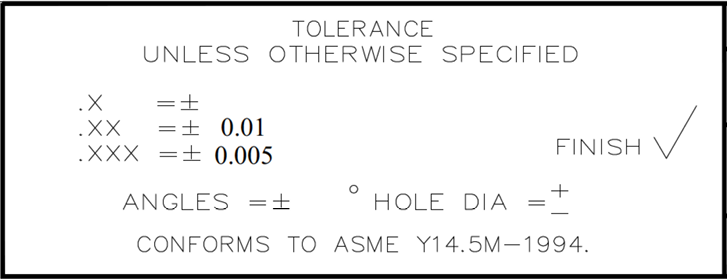 TOLERANCE
UNLESS OTHERWISE SPECIFIED
.X =±
.XX =± 0.01
.XXX =± 0.005
FINISH √
ANGLES =± ° HOLE DIA =±
CONFORMS TO ASME Y14.5M-1994.